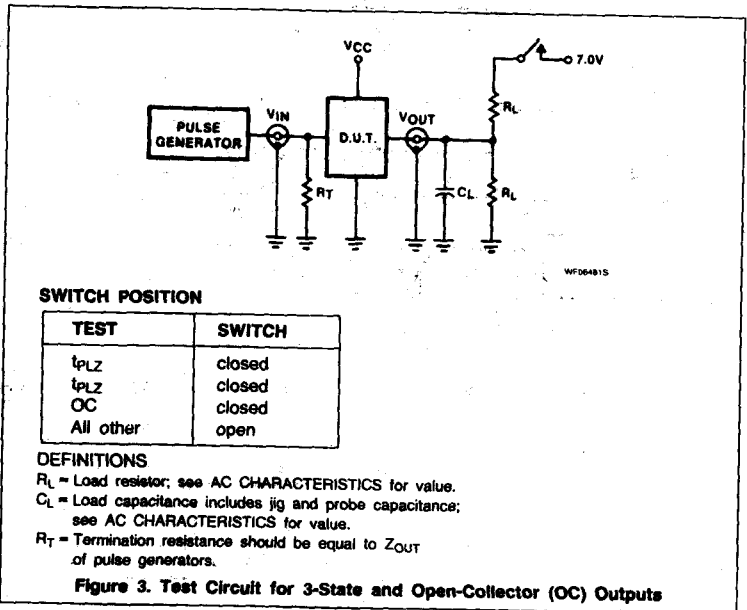 VCC
7.0V
RL
PULSE
GENERATOR
VIN
D.U.T.
VOUT
RT
CL
RL
WF06481S
SWITCH POSITION
TEST SWITCH
tPLZ closed
tPLZ closed
OC closed
All other open
DEFINITIONS
RL = Load resistor; see AC CHARACTERISTICS for value.
CL = Load capacitance includes jig and probe capacitance;
see AC CHARACTERISTICS for value.
RT = Termination resistance should be equal to ZOUT
of pulse generators.
Figure 3. Test Circuit for 3-State and Open-Collector (OC) Outputs